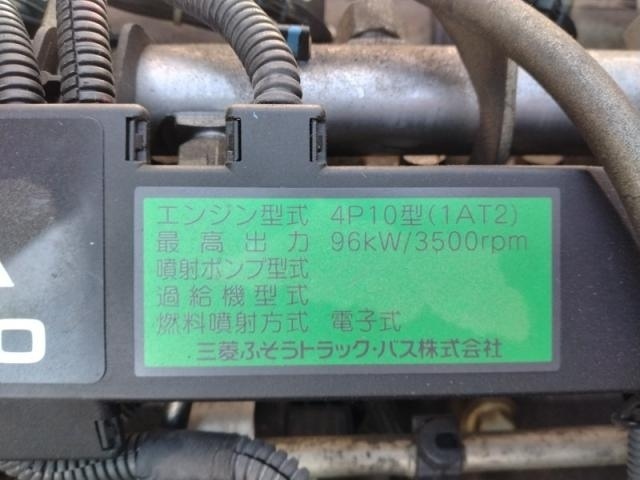 エンジン型式 4P10型(1AT2)
最高出力 96kW/3500rpm
噴射ポンプ型式
過給機型式
燃料噴射方式 電子式
三菱ふそうトラック・バス株式会社